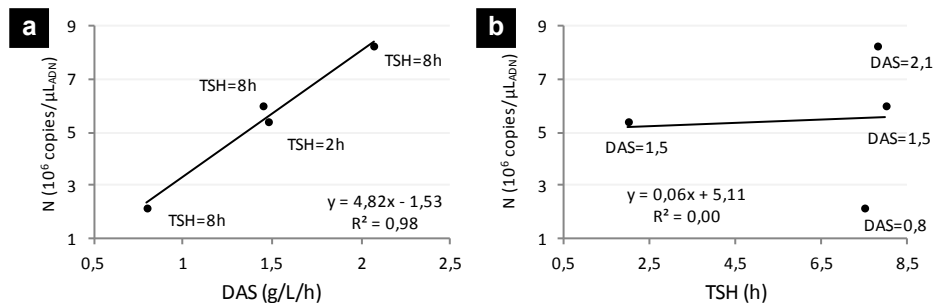 a
N (10⁶ copies/µL_ADN)
9
7
5
3
1
TSH=8h
TSH=8h
TSH=2h
TSH=8h
y = 4,82x - 1,53
R² = 0,98
0,5
1
1,5
2
2,5
DAS (g/L/h)
b
N (10⁶ copies/µL_ADN)
9
7
5
3
1
DAS=2,1
DAS=1,5
DAS=1,5
y = 0,06x + 5,11
R² = 0,00
DAS=0,8
0,5
2,5
4,5
6,5
8,5
TSH (h)